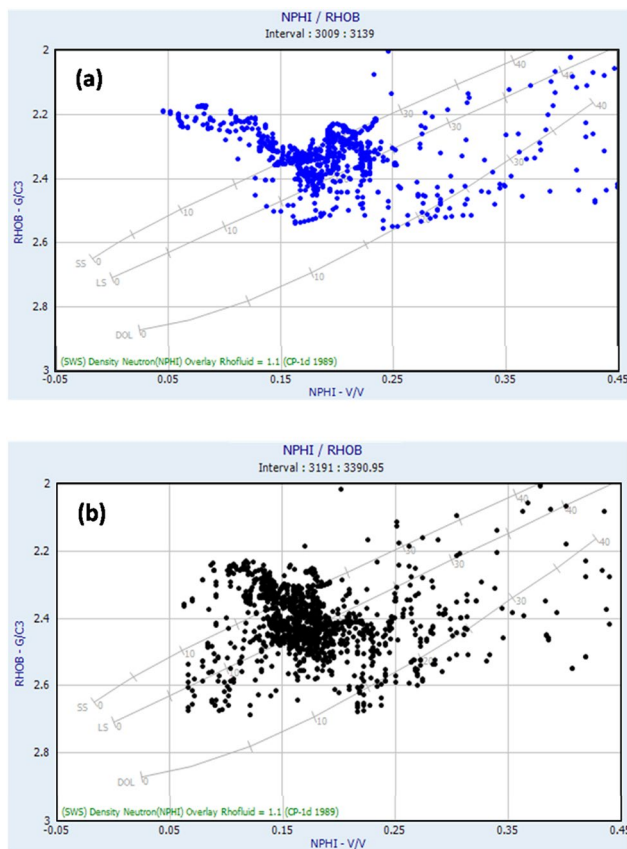 NPHI / RHOB
Interval : 3009 : 3139
(a)
RHOB - G/C3
2
2.2
2.4
2.6
2.8
3
40
40
40
30
30
30
10
10
10
SS 0
LS 0
DOL 0
(SWS) Density Neutron(NPHI) Overlay Rhofluid = 1.1 (CP-1d 1989)
-0.05
0.05
0.15
0.25
0.35
0.45
NPHI - V/V
NPHI / RHOB
Interval : 3191 : 3390.95
(b)
RHOB - G/C3
2
2.2
2.4
2.6
2.8
3
40
40
40
30
30
30
10
10
SS 0
LS 0
DOL 0
(SWS) Density Neutron(NPHI) Overlay Rhofluid = 1.1 (CP-1d 1989)
-0.05
0.05
0.15
0.25
0.35
0.45
NPHI - V/V